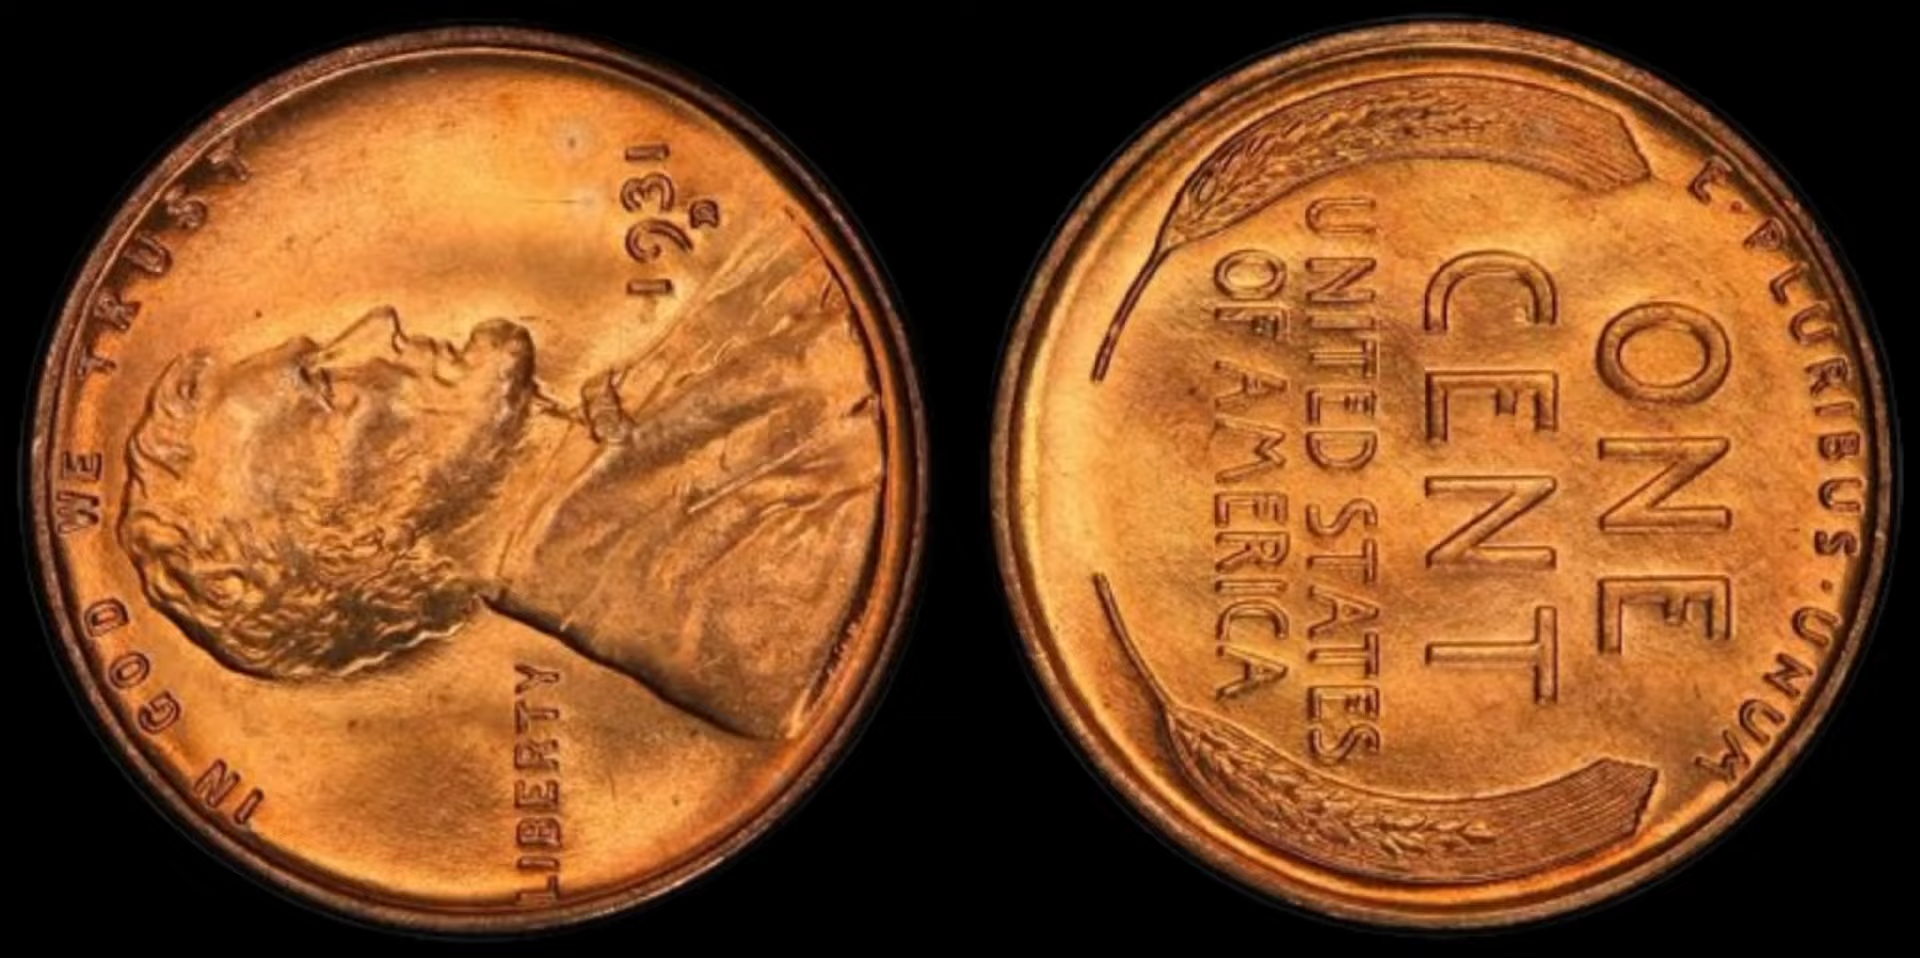 IN GOD WE TRUST
LIBERTY
1931
D
E·PLURIBUS·UNUM
ONE
CENT
UNITED STATES
OF AMERICA